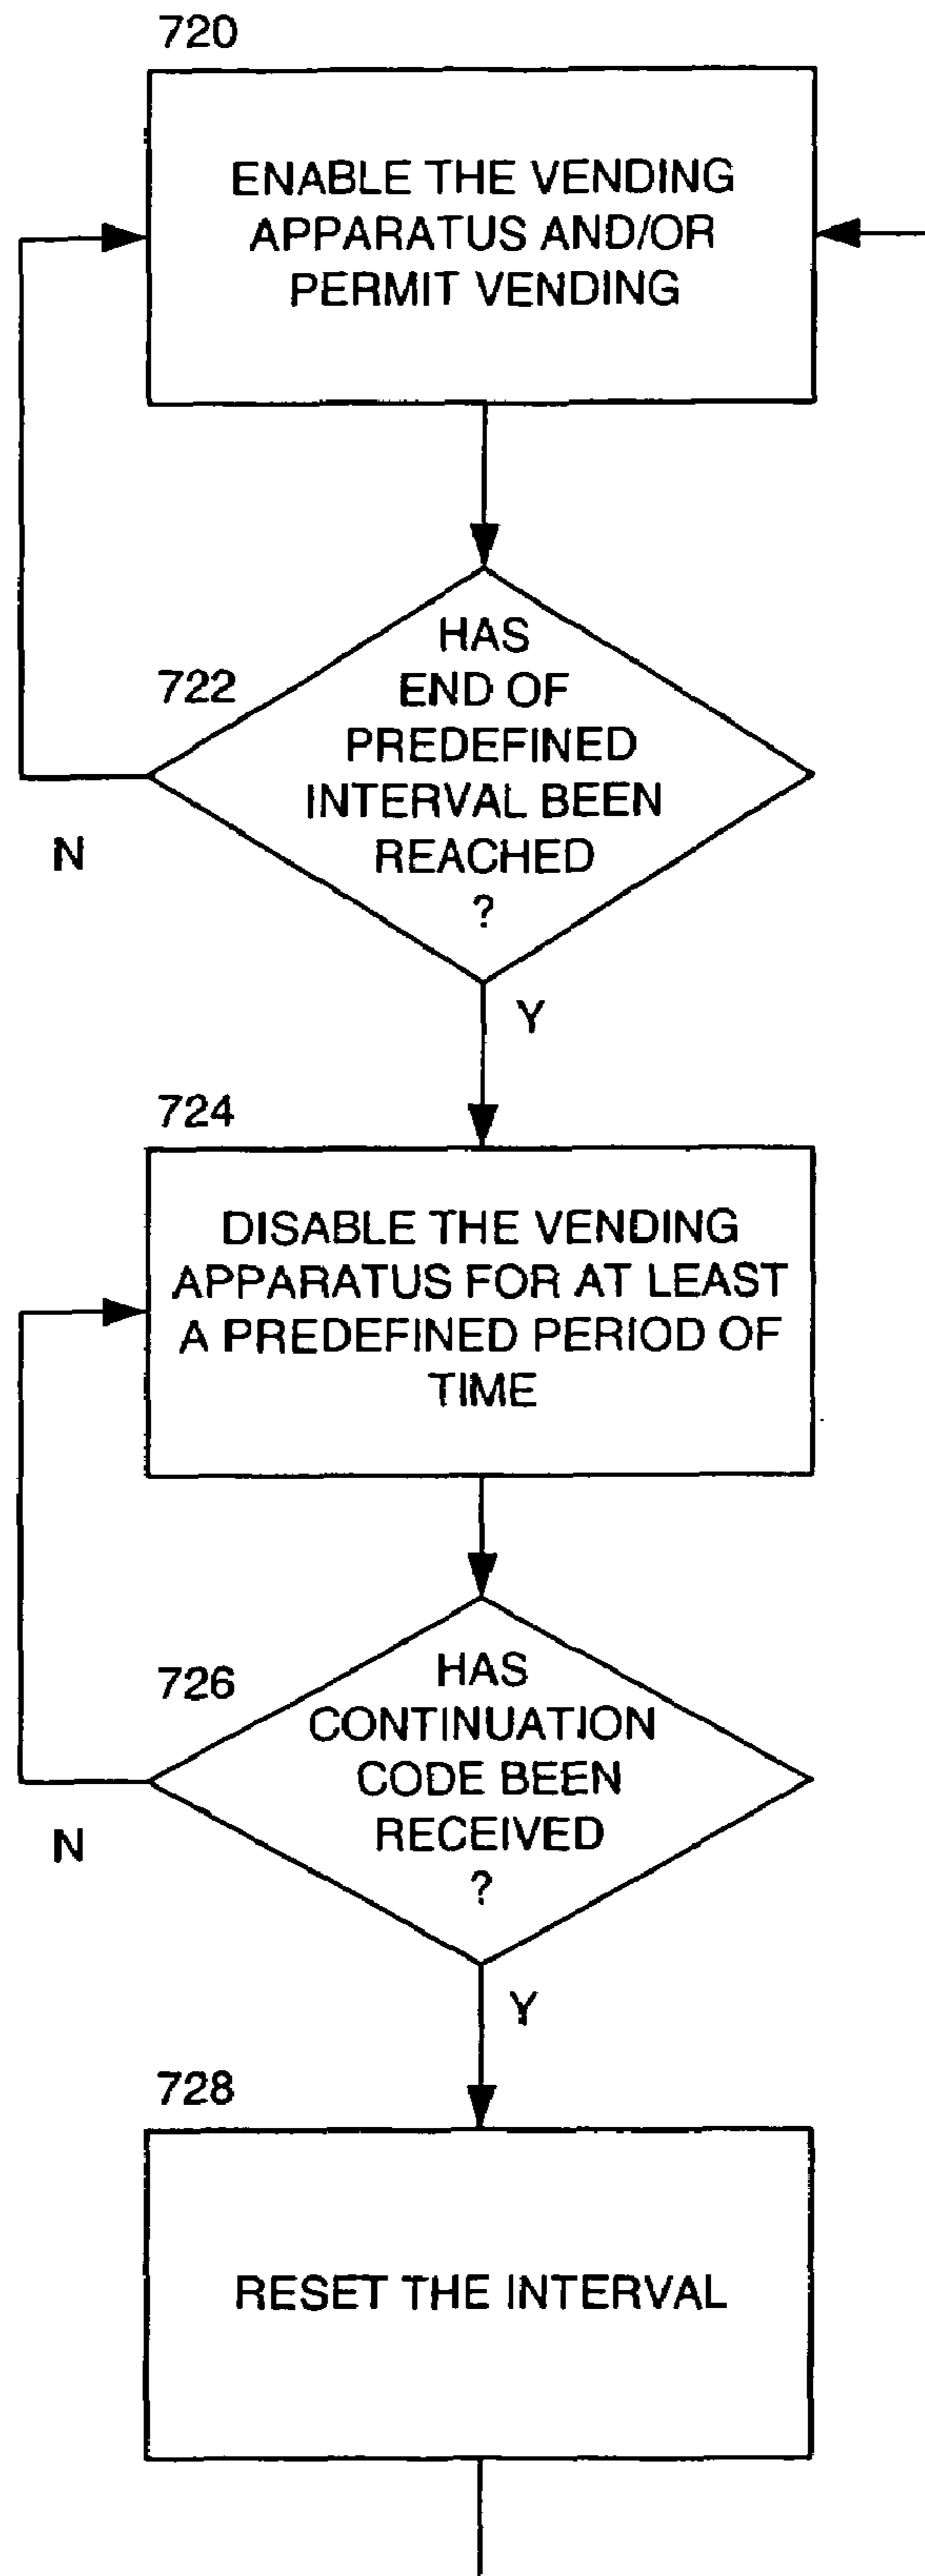 720
ENABLE THE VENDING
APPARATUS AND/OR
PERMIT VENDING
722
HAS
END OF
PREDEFINED
INTERVAL BEEN
REACHED
?
N
Y
724
DISABLE THE VENDING
APPARATUS FOR AT LEAST
A PREDEFINED PERIOD OF
TIME
726
HAS
CONTINUATION
CODE BEEN
RECEIVED
?
N
Y
728
RESET THE INTERVAL